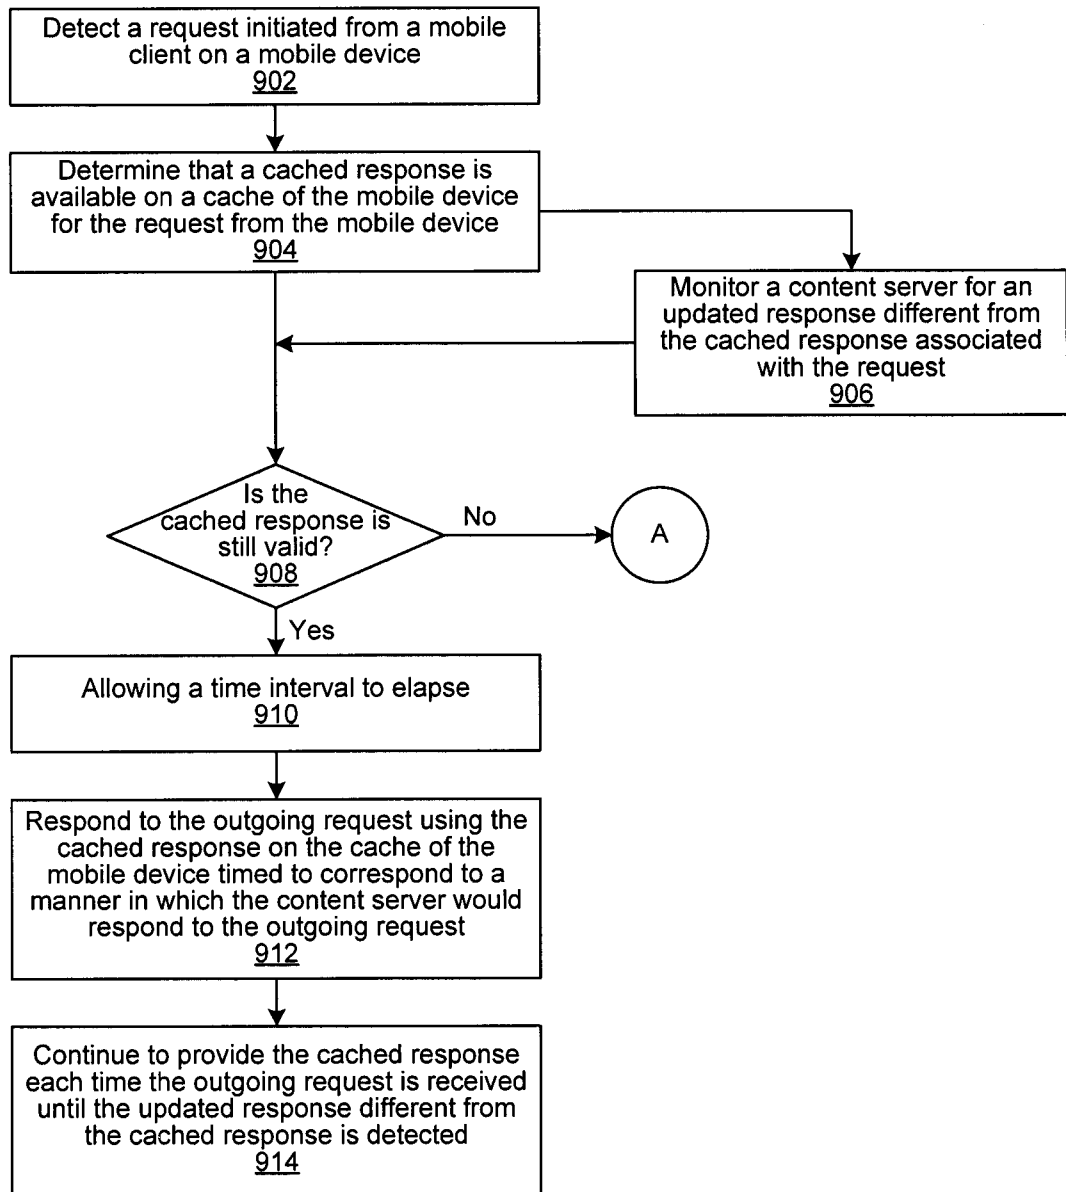 Detect a request initiated from a mobile
client on a mobile device
902
Determine that a cached response is
available on a cache of the mobile device
for the request from the mobile device
904
Monitor a content server for an
updated response different from
the cached response associated
with the request
906
Is the
cached response is
still valid?
908
No
A
Yes
Allowing a time interval to elapse
910
Respond to the outgoing request using the
cached response on the cache of the
mobile device timed to correspond to a
manner in which the content server would
respond to the outgoing request
912
Continue to provide the cached response
each time the outgoing request is received
until the updated response different from
the cached response is detected
914